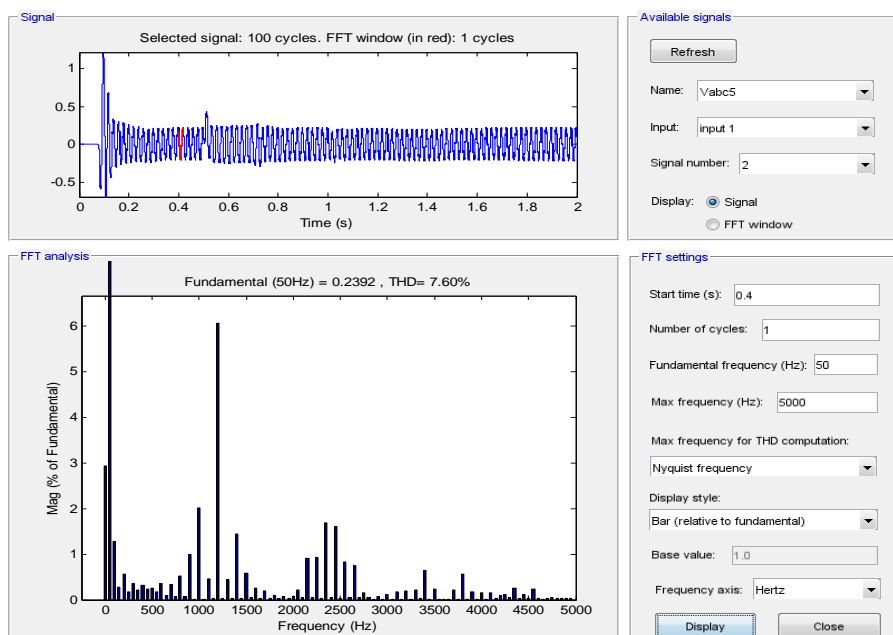 Signal
Selected signal: 100 cycles. FFT window (in red): 1 cycles
1
0.5
0
-0.5
0 0.2 0.4 0.6 0.8 1 1.2 1.4 1.6 1.8 2
Time (s)
Available signals
Refresh
Name: Vabc5
Input: input 1
Signal number: 2
Display: Signal
FFT window
FFT analysis
Fundamental (50Hz) = 0.2392 , THD= 7.60%
6
5
4
3
2
1
0
Mag (% of Fundamental)
0 500 1000 1500 2000 2500 3000 3500 4000 4500 5000
Frequency (Hz)
FFT settings
Start time (s): 0.4
Number of cycles: 1
Fundamental frequency (Hz): 50
Max frequency (Hz): 5000
Max frequency for THD computation:
Nyquist frequency
Display style:
Bar (relative to fundamental)
Base value: 1.0
Frequency axis: Hertz
Display Close